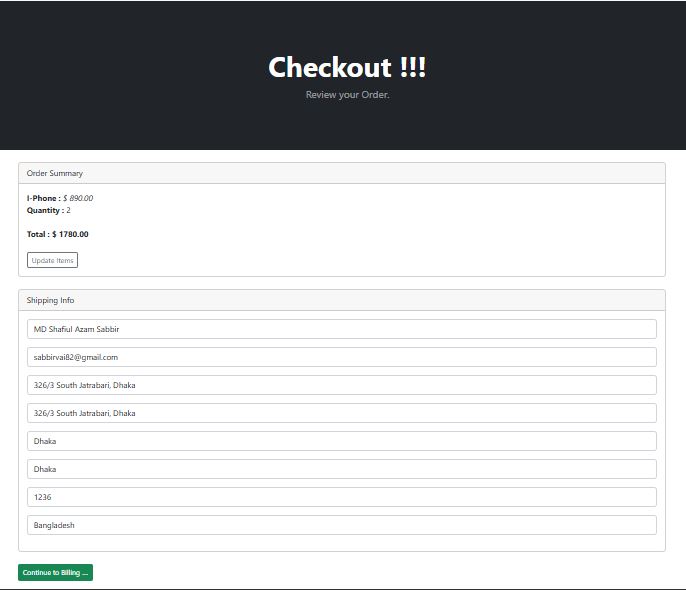 Checkout !!!
Review your Order.
Order Summary
I-Phone : $ 890.00
Quantity : 2
Total : $ 1780.00
Update Items
Shipping Info
MD Shafiul Azam Sabbir
sabbirvai82@gmail.com
326/3 South Jatrabari, Dhaka
326/3 South Jatrabari, Dhaka
Dhaka
Dhaka
1236
Bangladesh
Continue to Billing ...